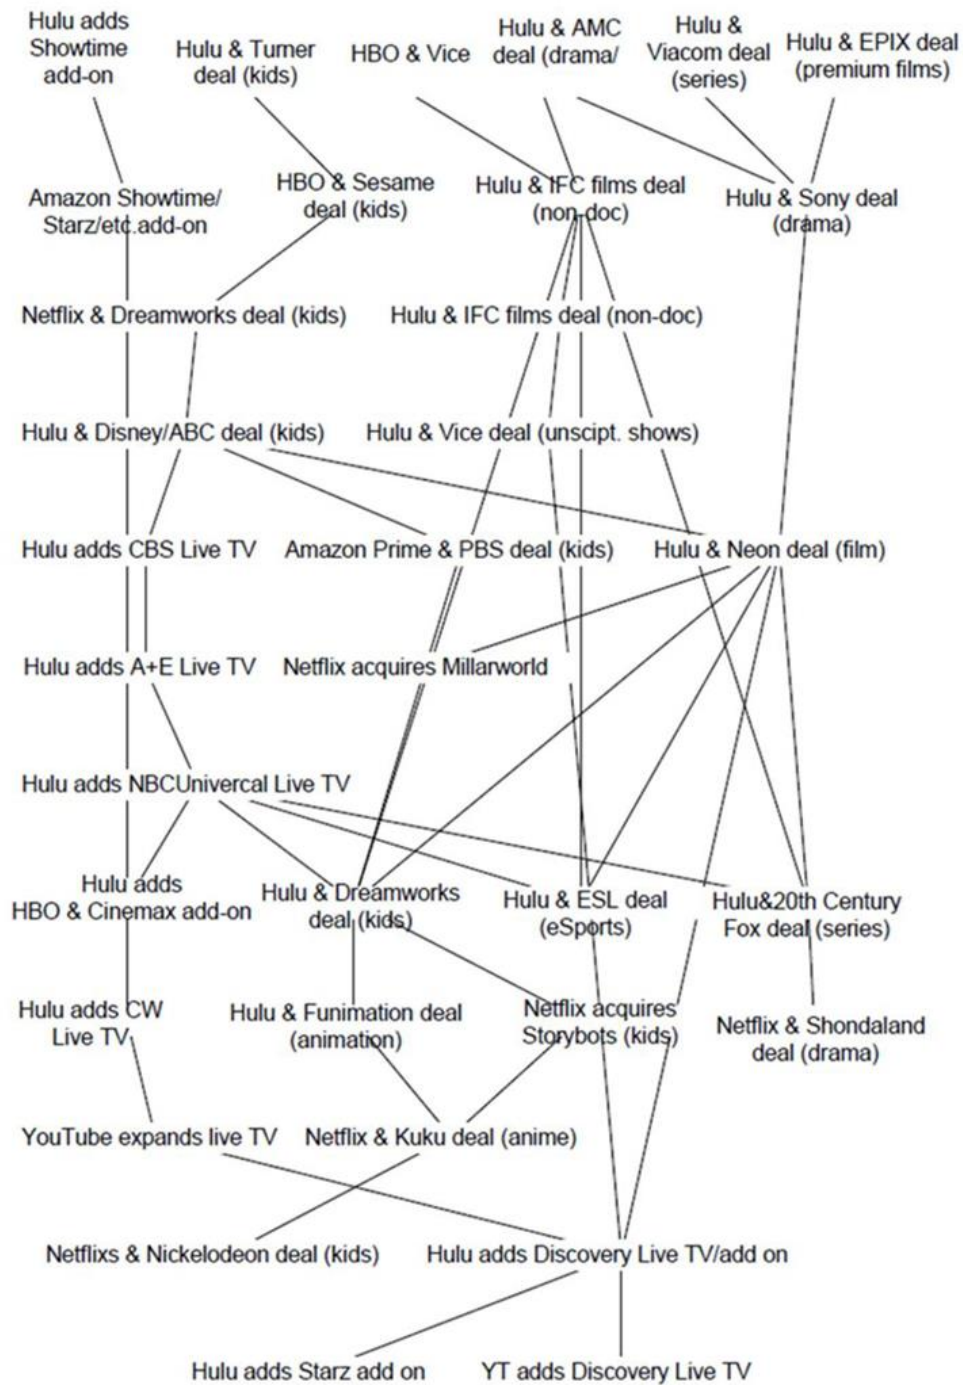 Hulu adds
Showtime
add-on
Hulu & Turner
deal (kids)
HBO & Vice
Hulu & AMC
deal (drama/
Hulu &
Viacom deal
(series)
Hulu & EPIX deal
(premium films)
Amazon Showtime/
Starz/etc.add-on
HBO & Sesame
deal (kids)
Hulu & IFC films deal
(non-doc)
Hulu & Sony deal
(drama)
Netflix & Dreamworks deal (kids)
Hulu & IFC films deal (non-doc)
Hulu & Disney/ABC deal (kids)
Hulu & Vice deal (unscipt. shows)
Hulu adds CBS Live TV
Amazon Prime & PBS deal (kids)
Hulu & Neon deal (film)
Hulu adds A+E Live TV
Netflix acquires Millarworld
Hulu adds NBCUnivercal Live TV
Hulu adds
HBO & Cinemax add-on
Hulu & Dreamworks
deal (kids)
Hulu & ESL deal
(eSports)
Hulu&20th Century
Fox deal (series)
Hulu adds CW
Live TV
Hulu & Funimation deal
(animation)
Netflix acquires
Storybots (kids)
Netflix & Shondaland
deal (drama)
YouTube expands live TV
Netflix & Kuku deal (anime)
Netflixs & Nickelodeon deal (kids)
Hulu adds Discovery Live TV/add on
Hulu adds Starz add on
YT adds Discovery Live TV